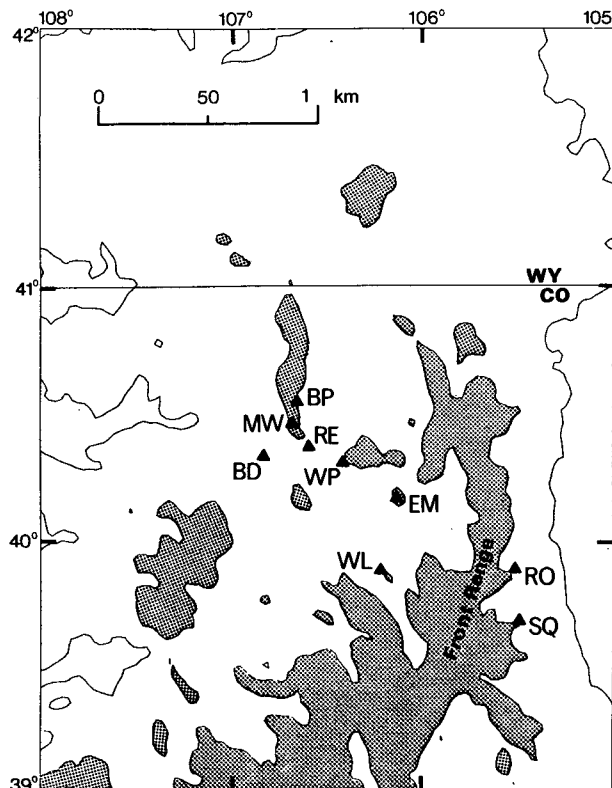 108° 107° 106° 105
42°
0 50 1 km
WY
41° CO
BP
MW
RE
BD
WP
EM
40°
WL
RO
Front Range
SQ
39°